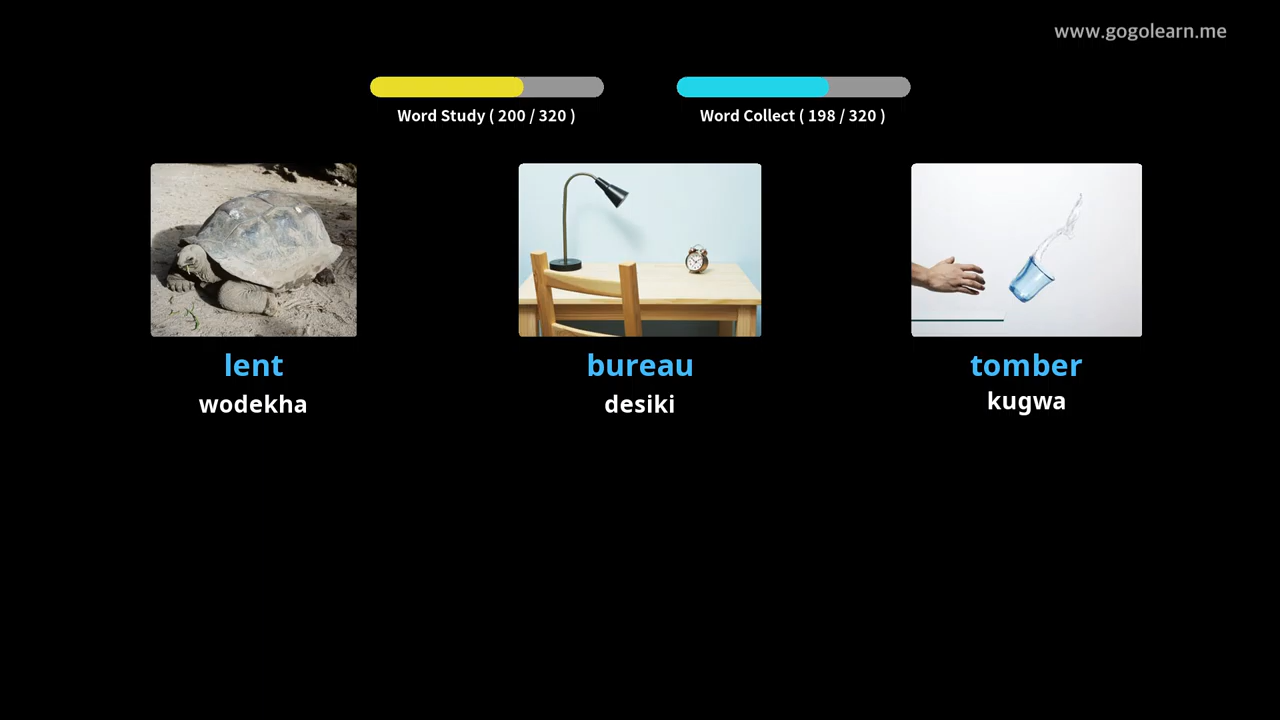 www.gogolearn.me
Word Study ( 200 / 320 )
Word Collect ( 198 / 320 )
lent
wodekha
bureau
desiki
tomber
kugwa